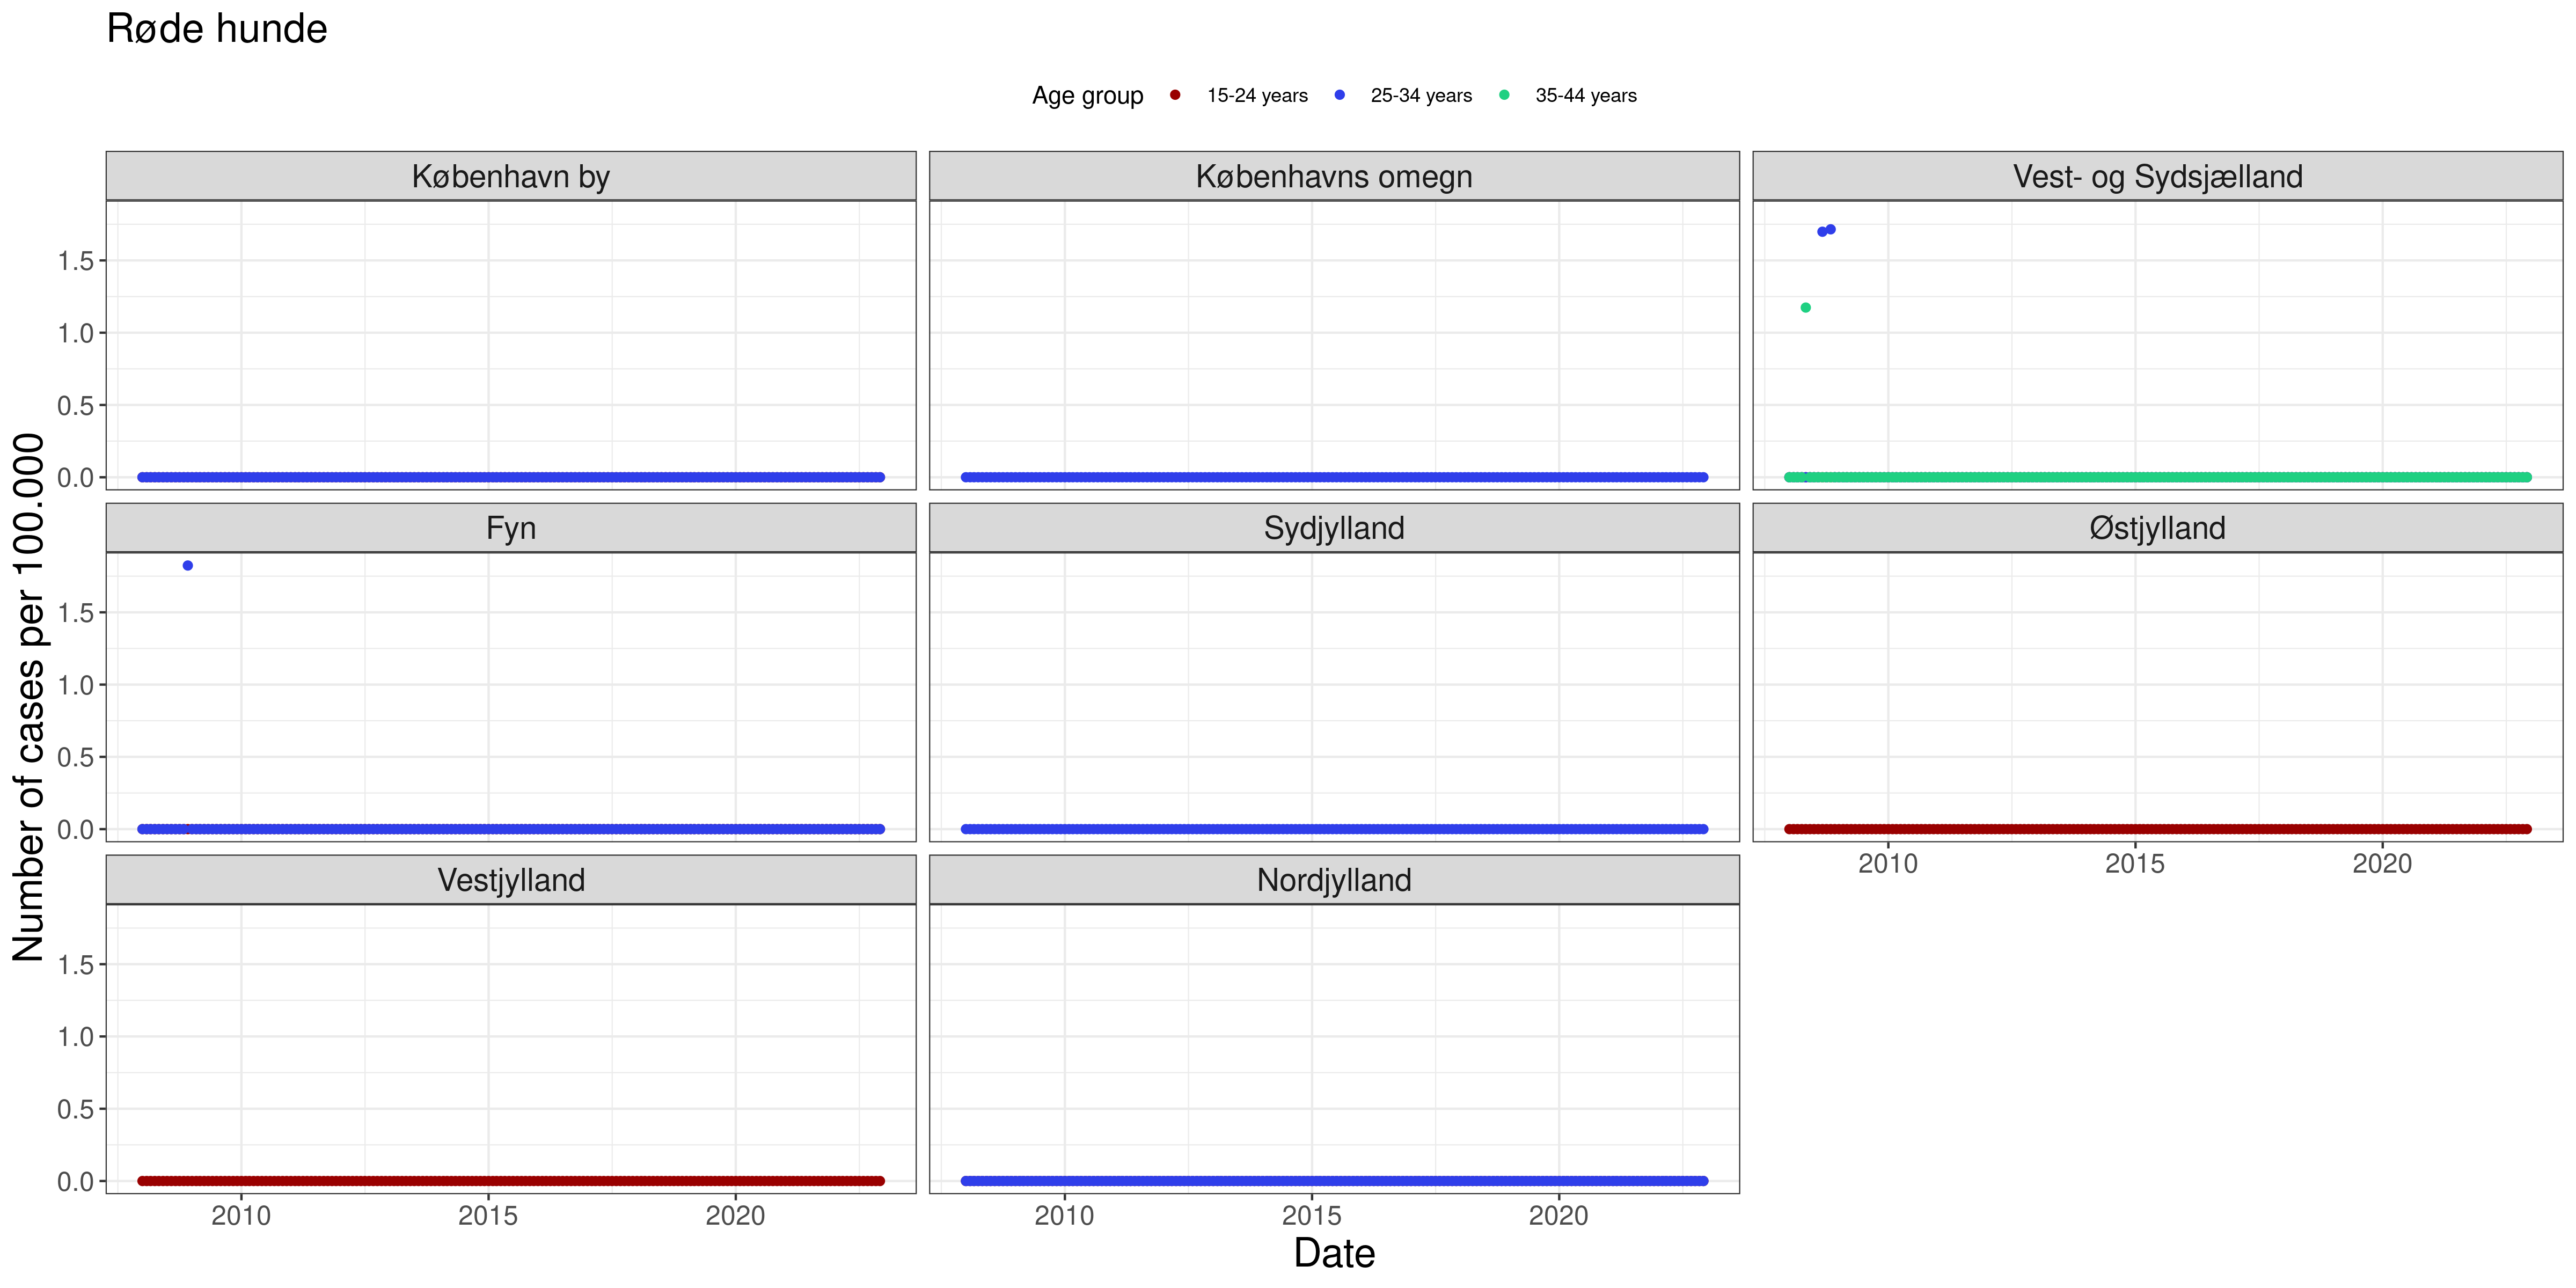 Røde hunde
Age group 15-24 years 25-34 years 35-44 years
København by Københavns omegn Vest- og Sydsjælland
1.5
1.0
0.5
0.0
Fyn Sydjylland Østjylland
1.5
1.0
0.5
0.0
2010 2015 2020
Vestjylland Nordjylland
1.5
1.0
0.5
0.0
2010 2015 2020 2010 2015 2020
Date
Number of cases per 100.000